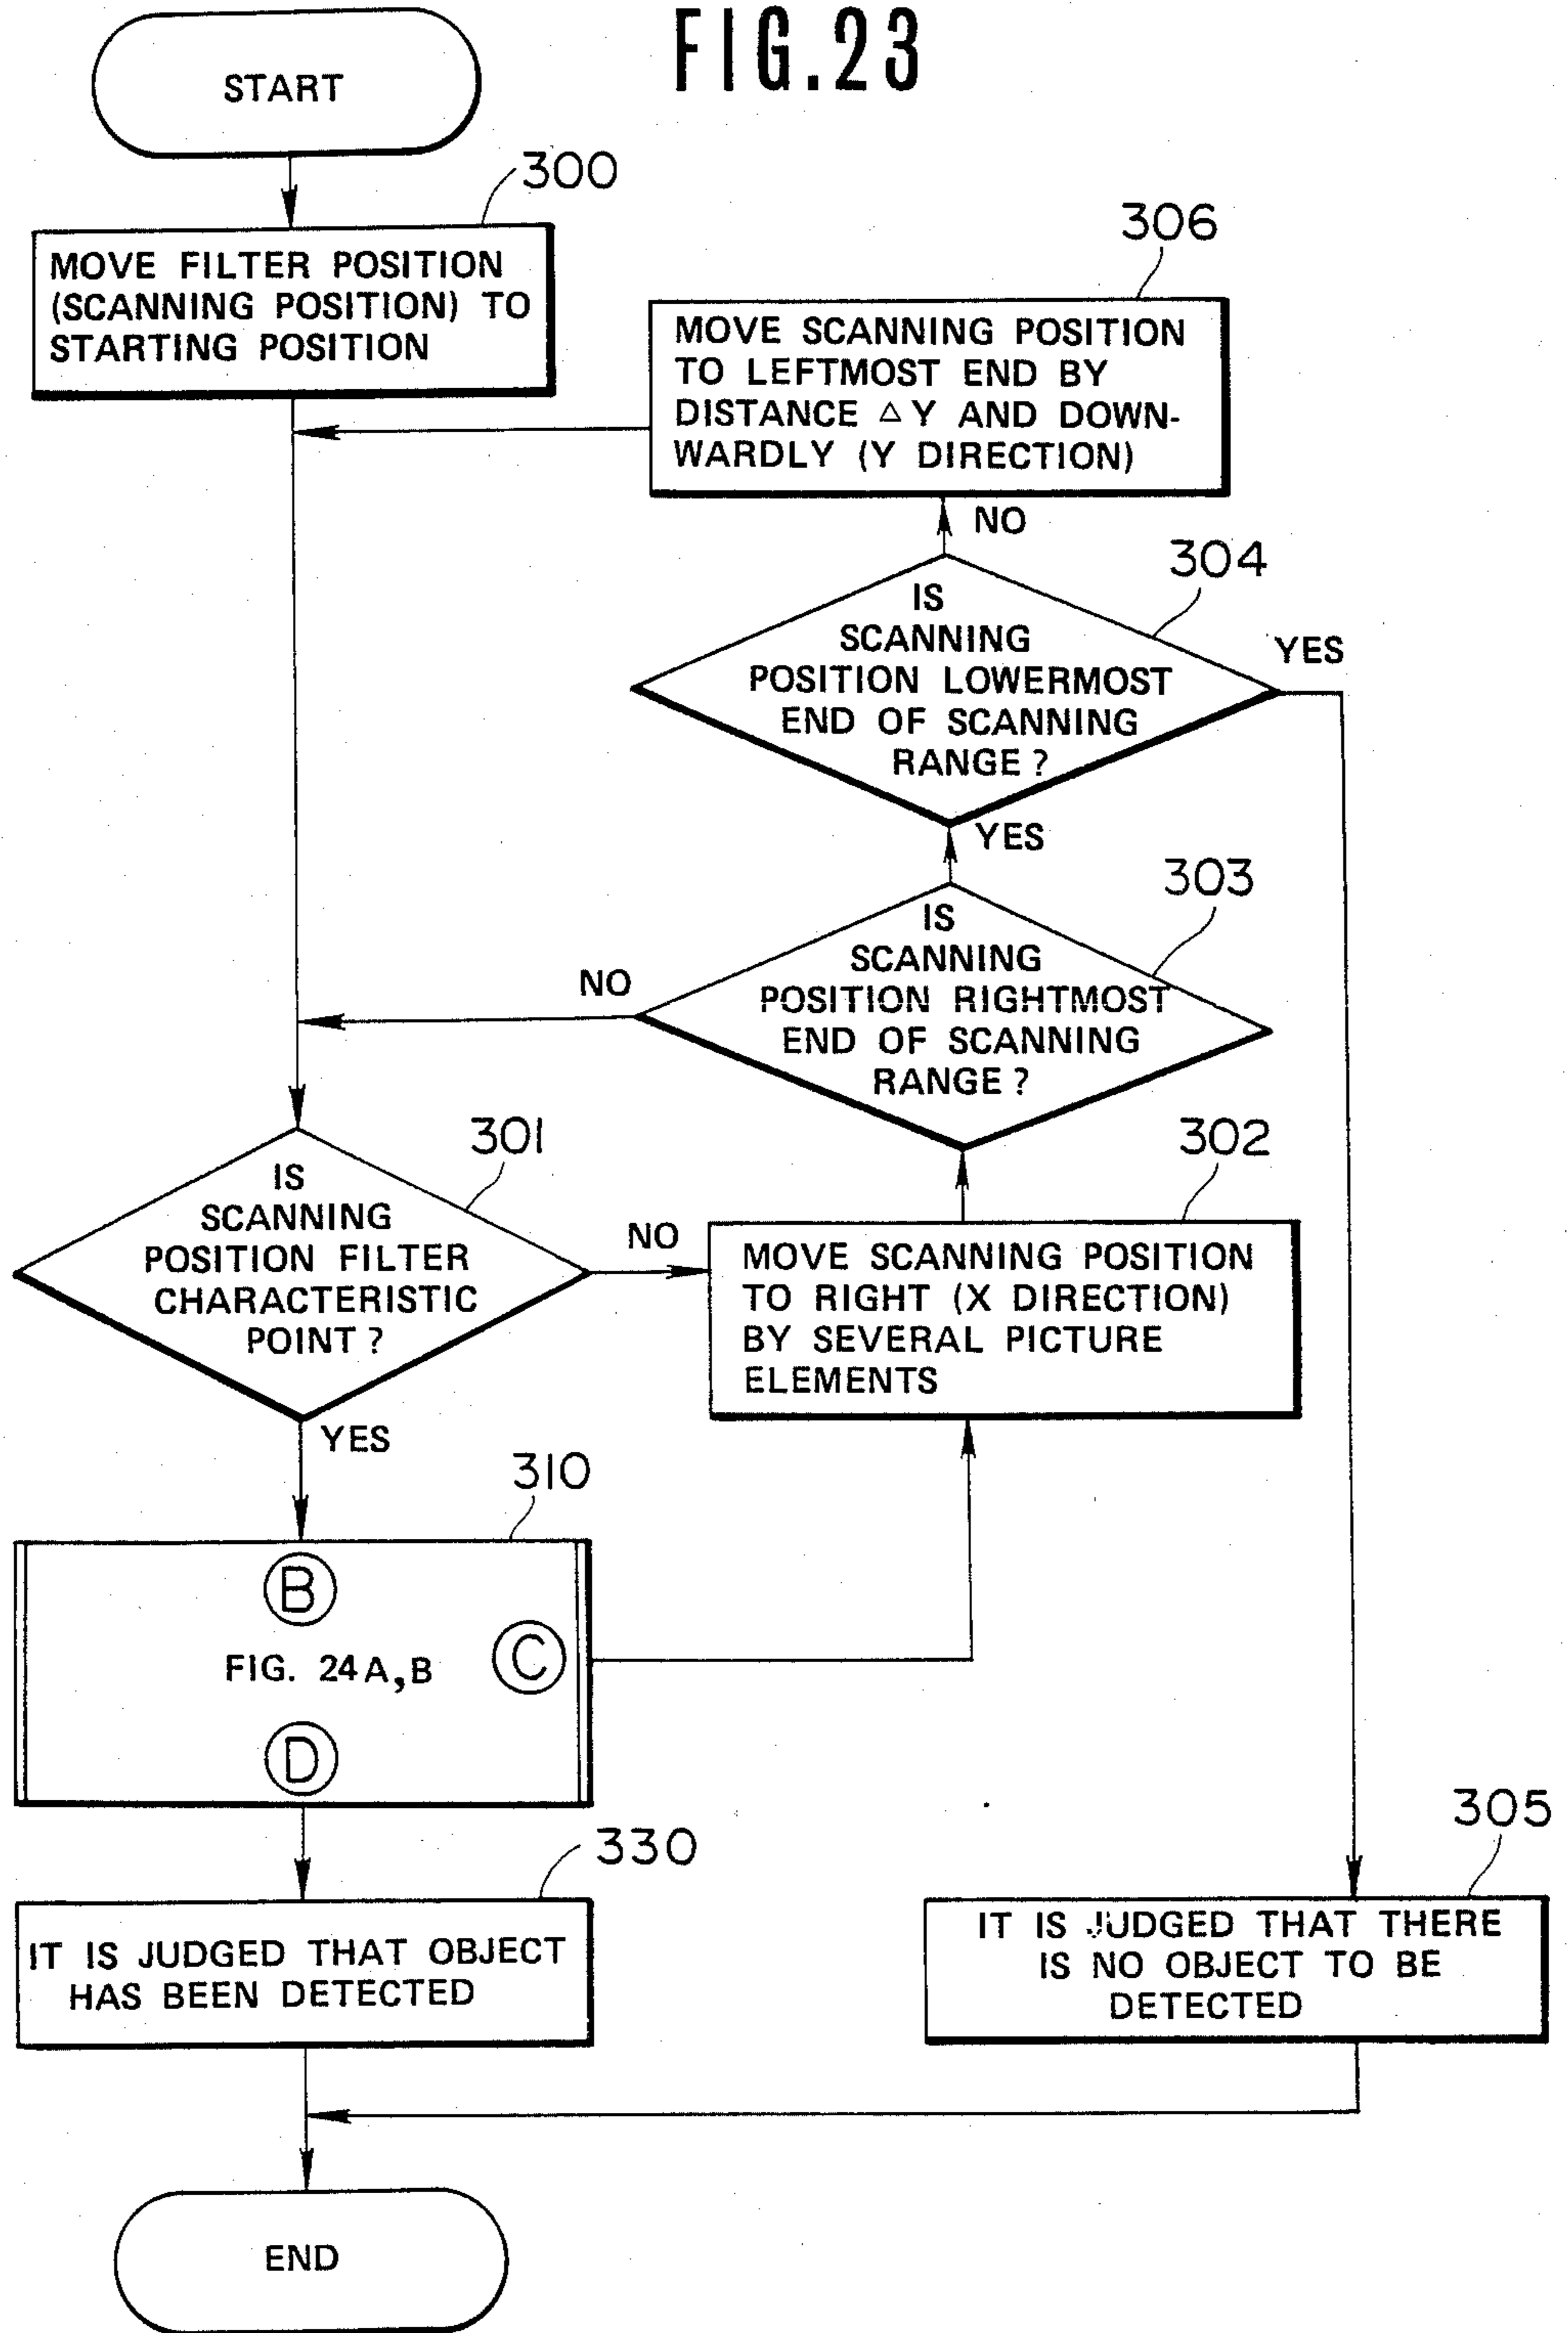 FIG.23
START
300
MOVE FILTER POSITION
(SCANNING POSITION) TO
STARTING POSITION
306
MOVE SCANNING POSITION
TO LEFTMOST END BY
DISTANCE △Y AND DOWN-
WARDLY (Y DIRECTION)
NO
304
IS
SCANNING
POSITION LOWERMOST
END OF SCANNING
RANGE?
YES
YES
303
IS
SCANNING
POSITION RIGHTMOST
END OF SCANNING
RANGE?
NO
301
IS
SCANNING
POSITION FILTER
CHARACTERISTIC
POINT?
NO
302
MOVE SCANNING POSITION
TO RIGHT (X DIRECTION)
BY SEVERAL PICTURE
ELEMENTS
YES
310
B
FIG. 24A,B
C
D
330
IT IS JUDGED THAT OBJECT
HAS BEEN DETECTED
305
IT IS JUDGED THAT THERE
IS NO OBJECT TO BE
DETECTED
END